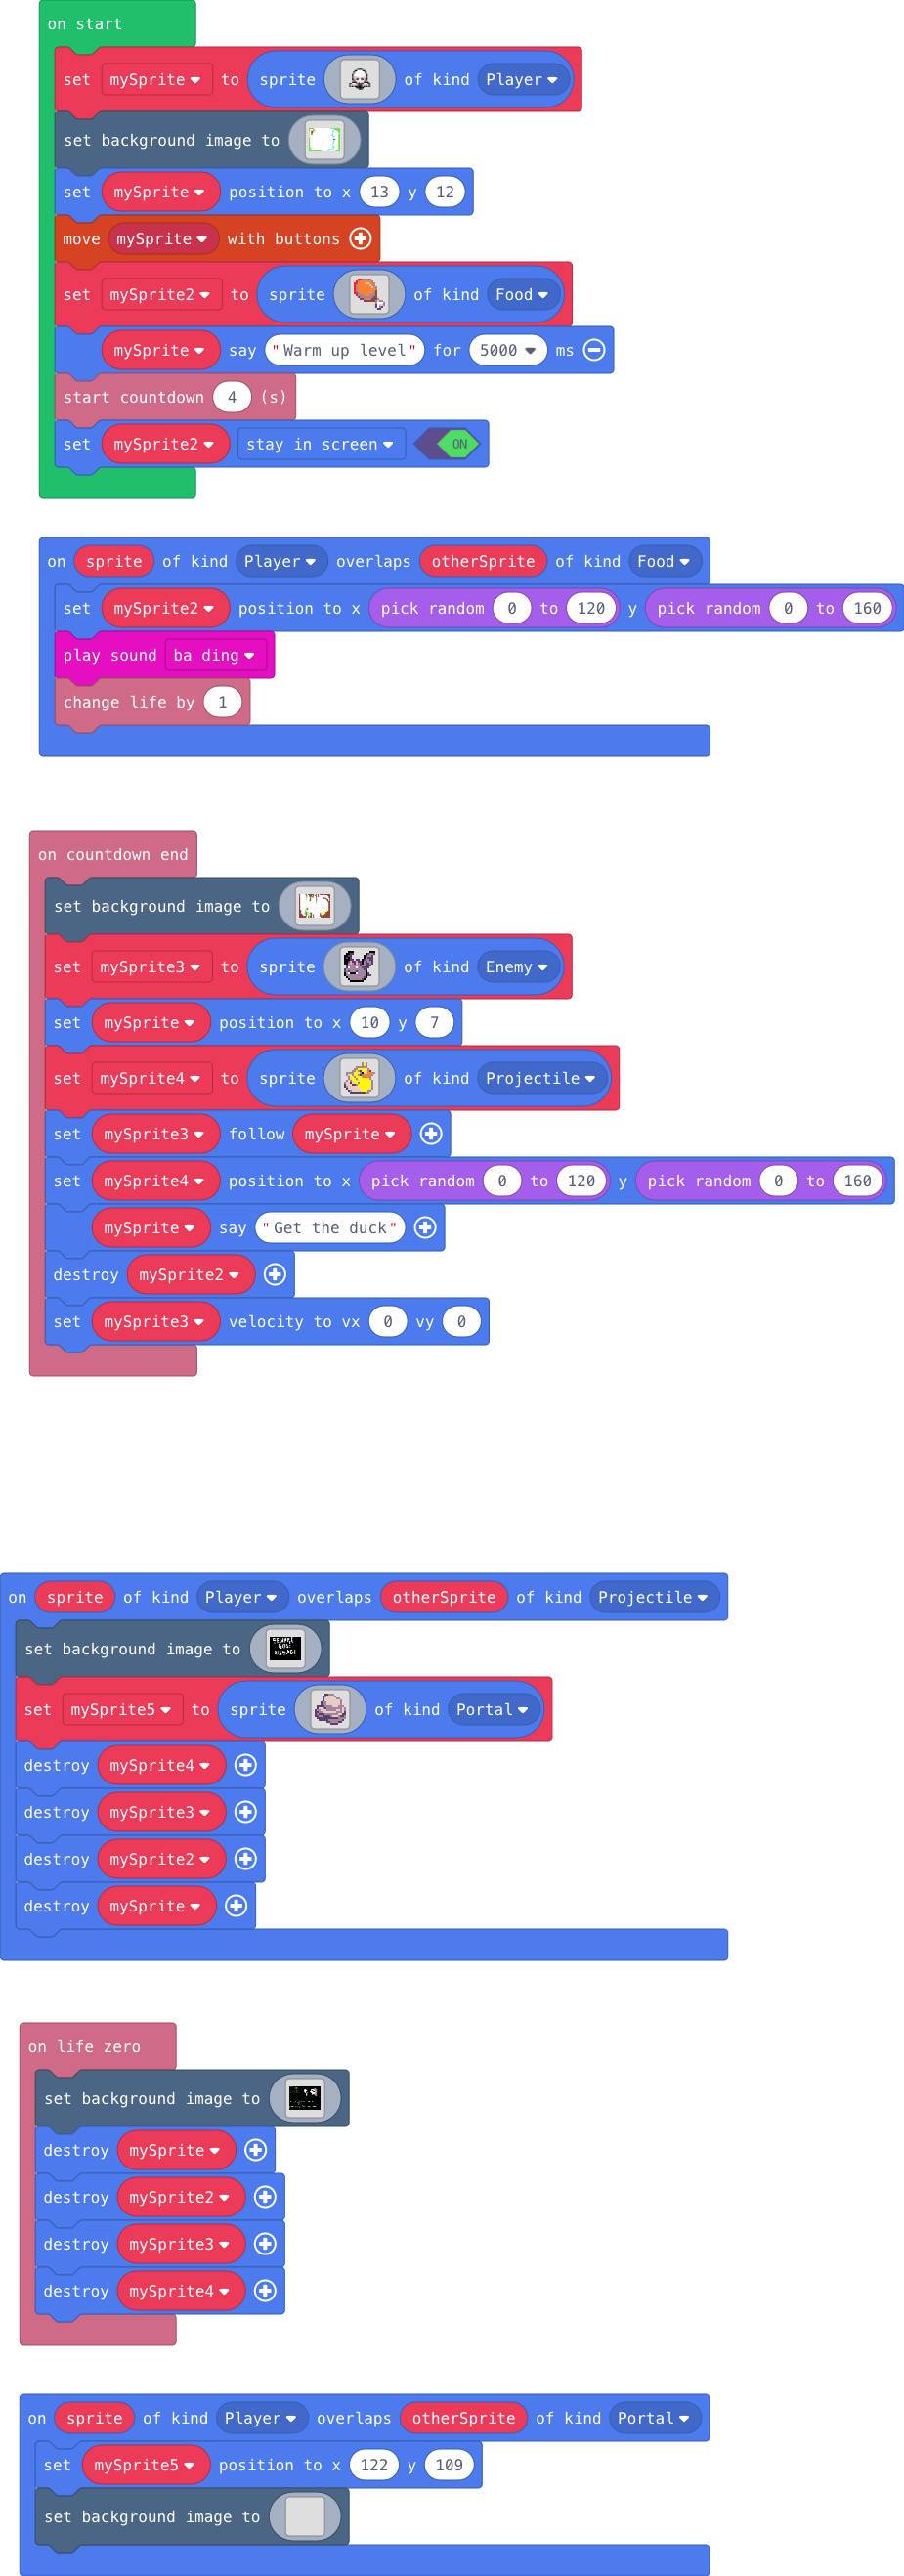 on start
set mySprite to sprite of kind Player
set background image to
set mySprite position to x 13 y 12
move mySprite with buttons
set mySprite2 to sprite of kind Food
mySprite say "Warm up level" for 5000 ms
start countdown 4 (s)
set mySprite2 stay in screen ON
on sprite of kind Player overlaps otherSprite of kind Food
set mySprite2 position to x pick random 0 to 120 y pick random 0 to 160
play sound ba ding
change life by 1
on countdown end
set background image to
set mySprite3 to sprite of kind Enemy
set mySprite position to x 10 y 7
set mySprite4 to sprite of kind Projectile
set mySprite3 follow mySprite
set mySprite4 position to x pick random 0 to 120 y pick random 0 to 160
mySprite say "Get the duck"
destroy mySprite2
set mySprite3 velocity to vx 0 vy 0
on sprite of kind Player overlaps otherSprite of kind Projectile
set background image to
set mySprite5 to sprite of kind Portal
destroy mySprite4
destroy mySprite3
destroy mySprite2
destroy mySprite
on life zero
set background image to
destroy mySprite
destroy mySprite2
destroy mySprite3
destroy mySprite4
on sprite of kind Player overlaps otherSprite of kind Portal
set mySprite5 position to x 122 y 109
set background image to